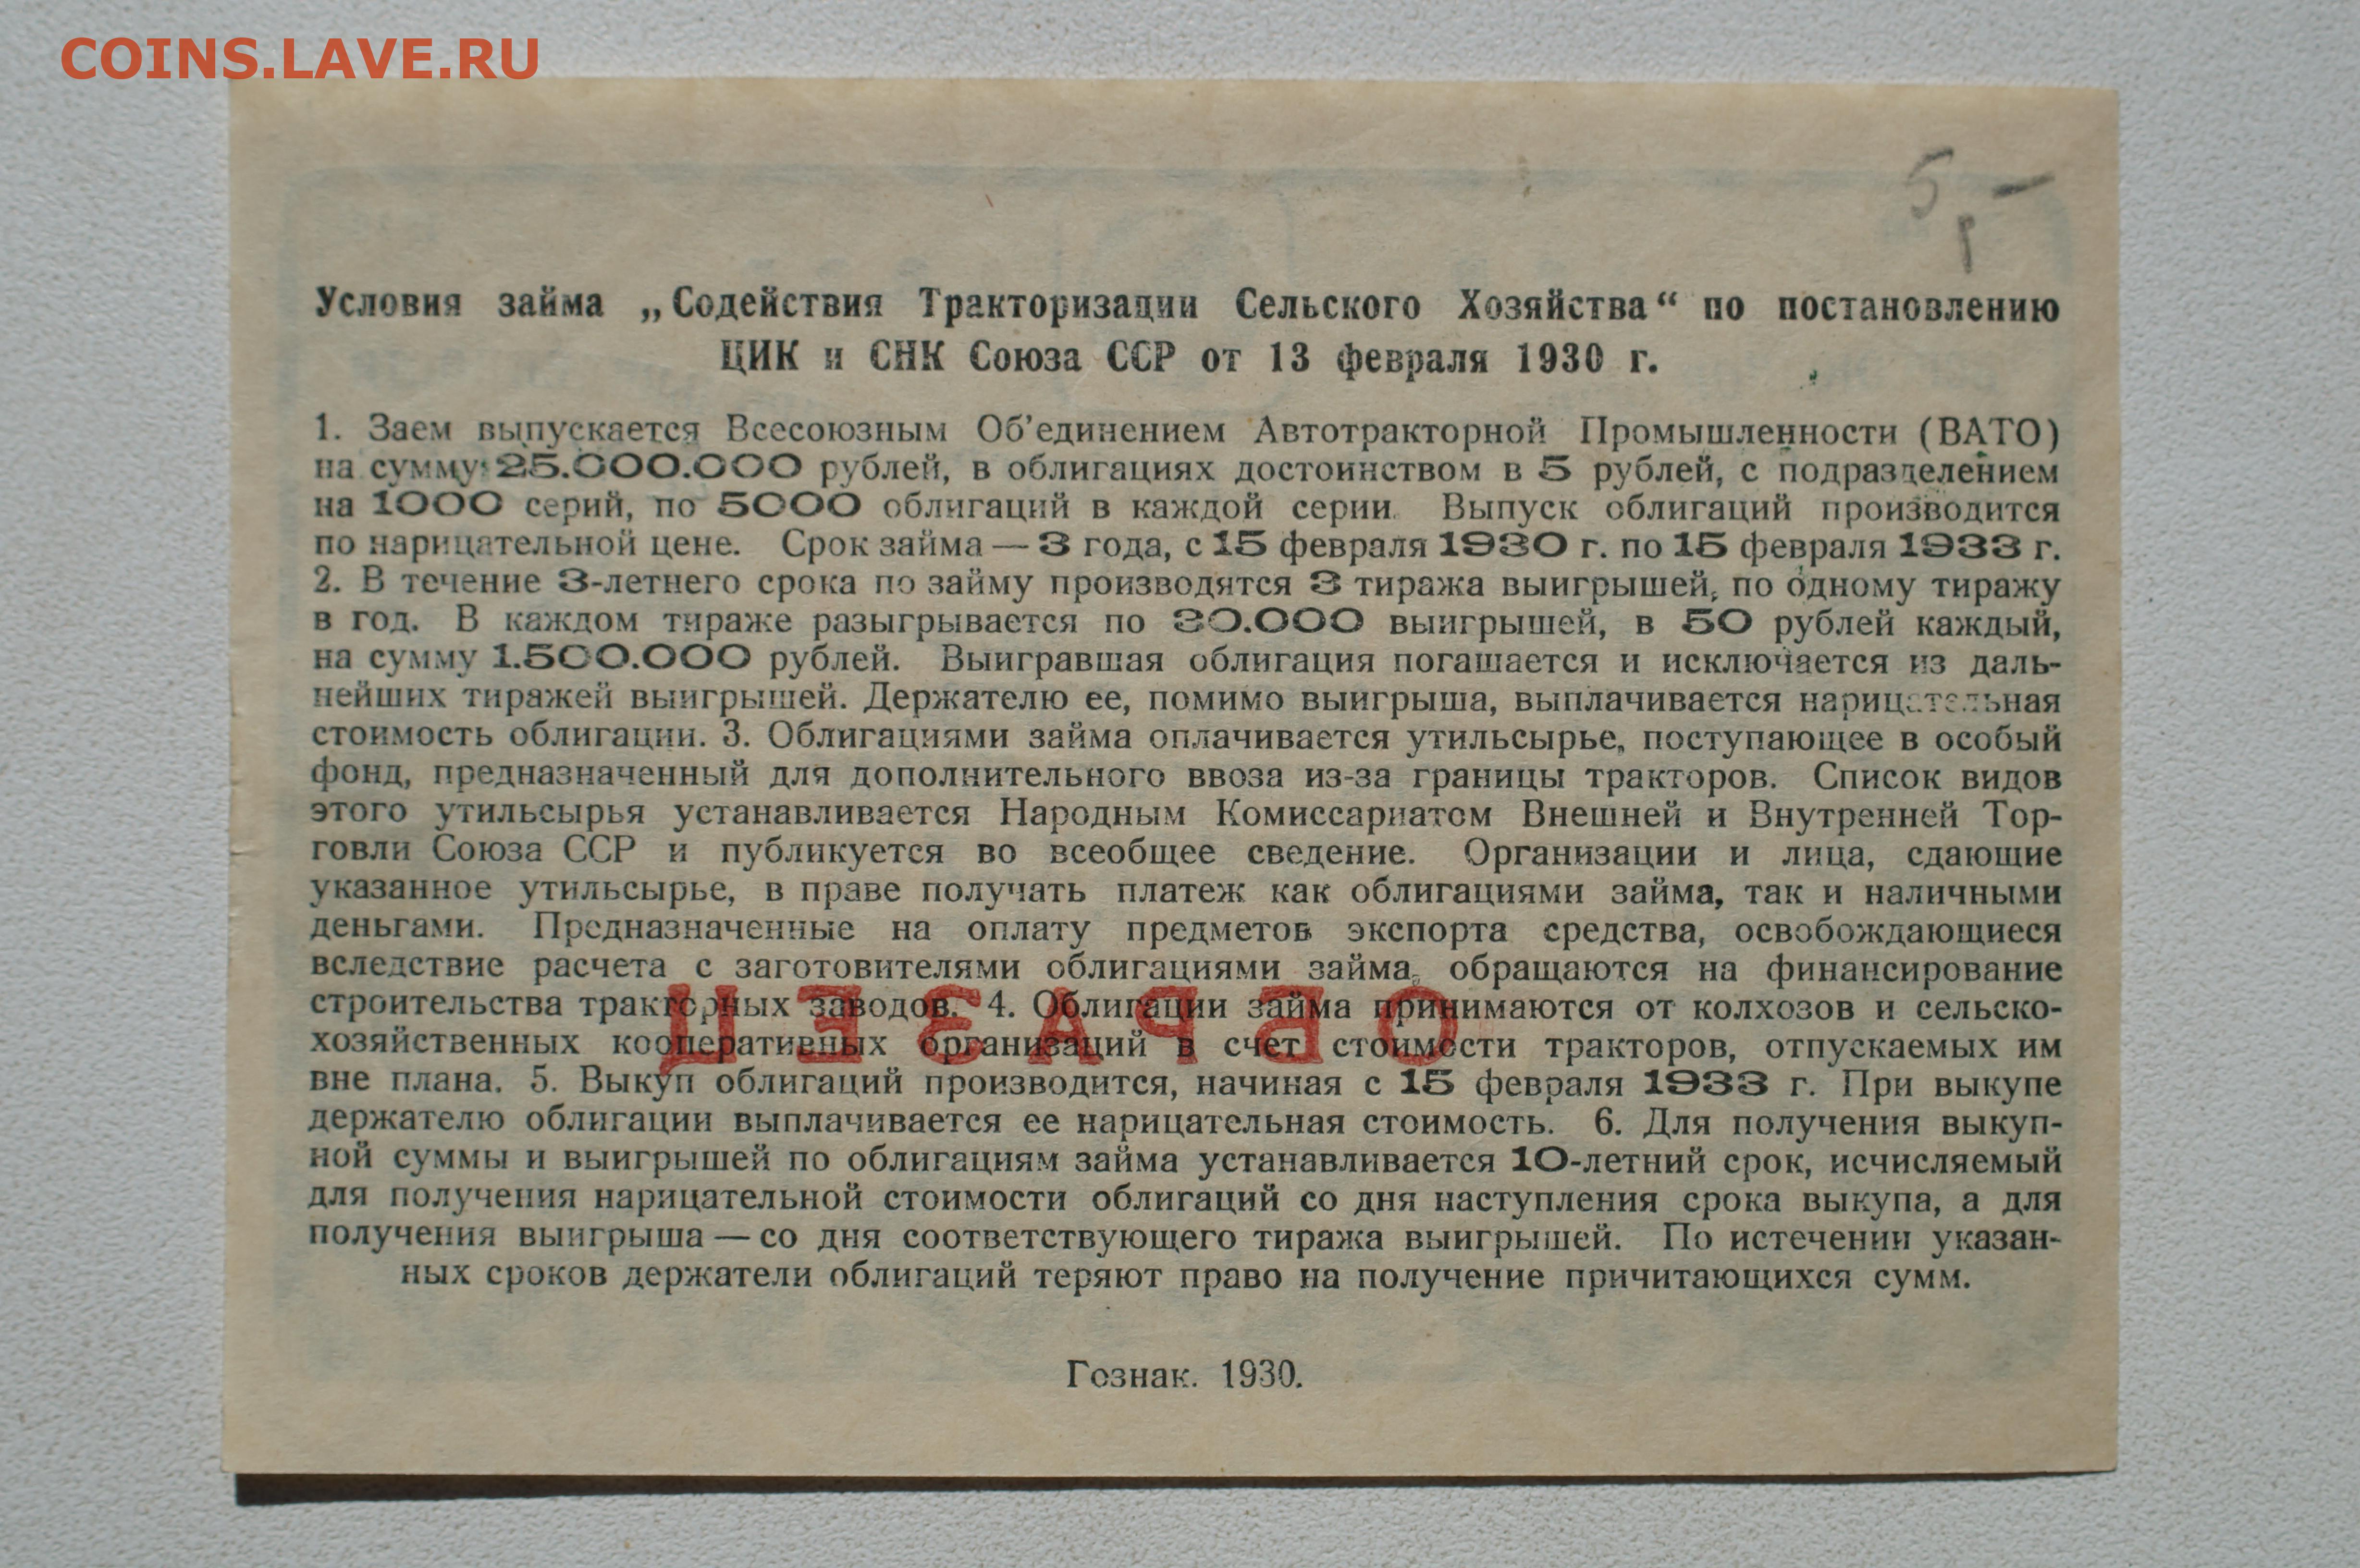 COINS.LAVE.RU
5
Условия займа „Содействия Тракторизации Сельского Хозяйства“ по постановлению
ЦИК и СНК Союза ССР от 13 февраля 1930 г.
1. Заем выпускается Всесоюзным Об'единением Автотракторной Промышленности (ВАТО)
на сумму 25.000.000 рублей, в облигациях достоинством в 5 рублей, с подразделением
на 1000 серий, по 5000 облигаций в каждой серии. Выпуск облигаций производится
по нарицательной цене. Срок займа — 3 года, с 15 февраля 1930 г. по 15 февраля 1933 г.
2. В течение 3-летнего срока по займу производятся 3 тиража выигрышей, по одному тиражу
в год. В каждом тираже разыгрывается по 30.000 выигрышей, в 50 рублей каждый,
на сумму 1.500.000 рублей. Выигравшая облигация погашается и исключается из даль-
нейших тиражей выигрышей. Держателю ее, помимо выигрыша, выплачивается нарицательная
стоимость облигации. 3. Облигациями займа оплачивается утильсырье, поступающее в особый
фонд, предназначенный для дополнительного ввоза из-за границы тракторов. Список видов
этого утильсырья устанавливается Народным Комиссариатом Внешней и Внутренней Тор-
говли Союза ССР и публикуется во всеобщее сведение. Организации и лица, сдающие
указанное утильсырье, в праве получать платеж как облигациями займа, так и наличными
деньгами. Предназначенные на оплату предметов экспорта средства, освобождающиеся
вследствие расчета с заготовителями облигациями займа, обращаются на финансирование
строительства тракторных заводов. 4. Облигации займа принимаются от колхозов и сельско-
хозяйственных кооперативных организаций в счет стоимости тракторов, отпускаемых им
вне плана. 5. Выкуп облигаций производится, начиная с 15 февраля 1933 г. При выкупе
держателю облигации выплачивается ее нарицательная стоимость. 6. Для получения выкуп-
ной суммы и выигрышей по облигациям займа устанавливается 10-летний срок, исчисляемый
для получения нарицательной стоимости облигаций со дня наступления срока выкупа, а для
получения выигрыша — со дня соответствующего тиража выигрышей. По истечении указан-
ных сроков держатели облигаций теряют право на получение причитающихся сумм.
ОБРАЗЕЦ
Гознак. 1930.